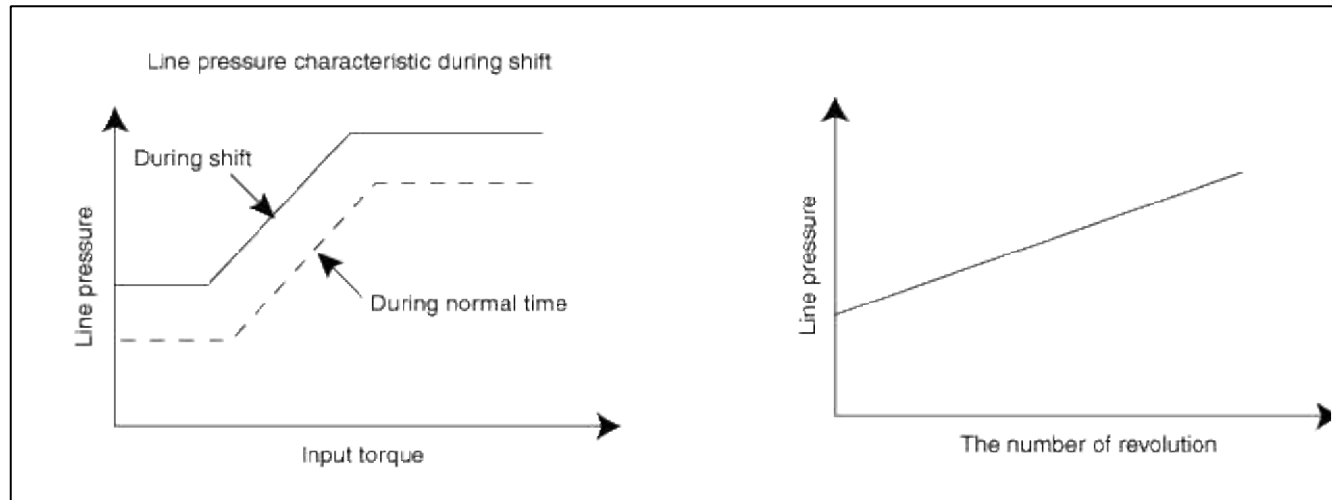 Line pressure characteristic during shift
During shift
During normal time
Line pressure
Input torque
Line pressure
The number of revolution